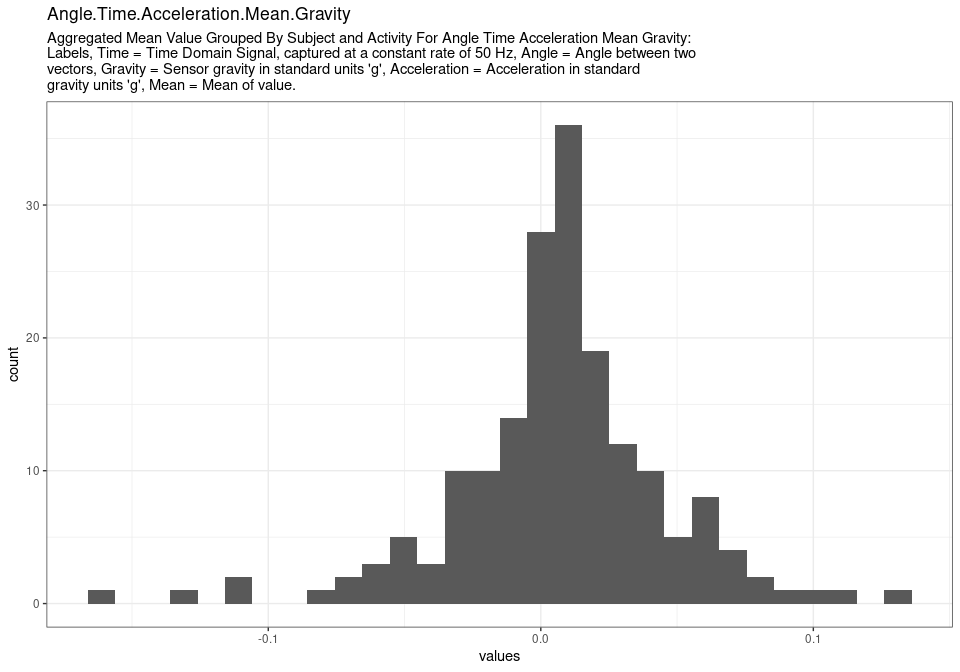 Angle.Time.Acceleration.Mean.Gravity
Aggregated Mean Value Grouped By Subject and Activity For Angle Time Acceleration Mean Gravity:
Labels, Time = Time Domain Signal, captured at a constant rate of 50 Hz, Angle = Angle between two
vectors, Gravity = Sensor gravity in standard units 'g', Acceleration = Acceleration in standard
gravity units 'g', Mean = Mean of value.
30
20
10
0
count
-0.1
0.0
0.1
values